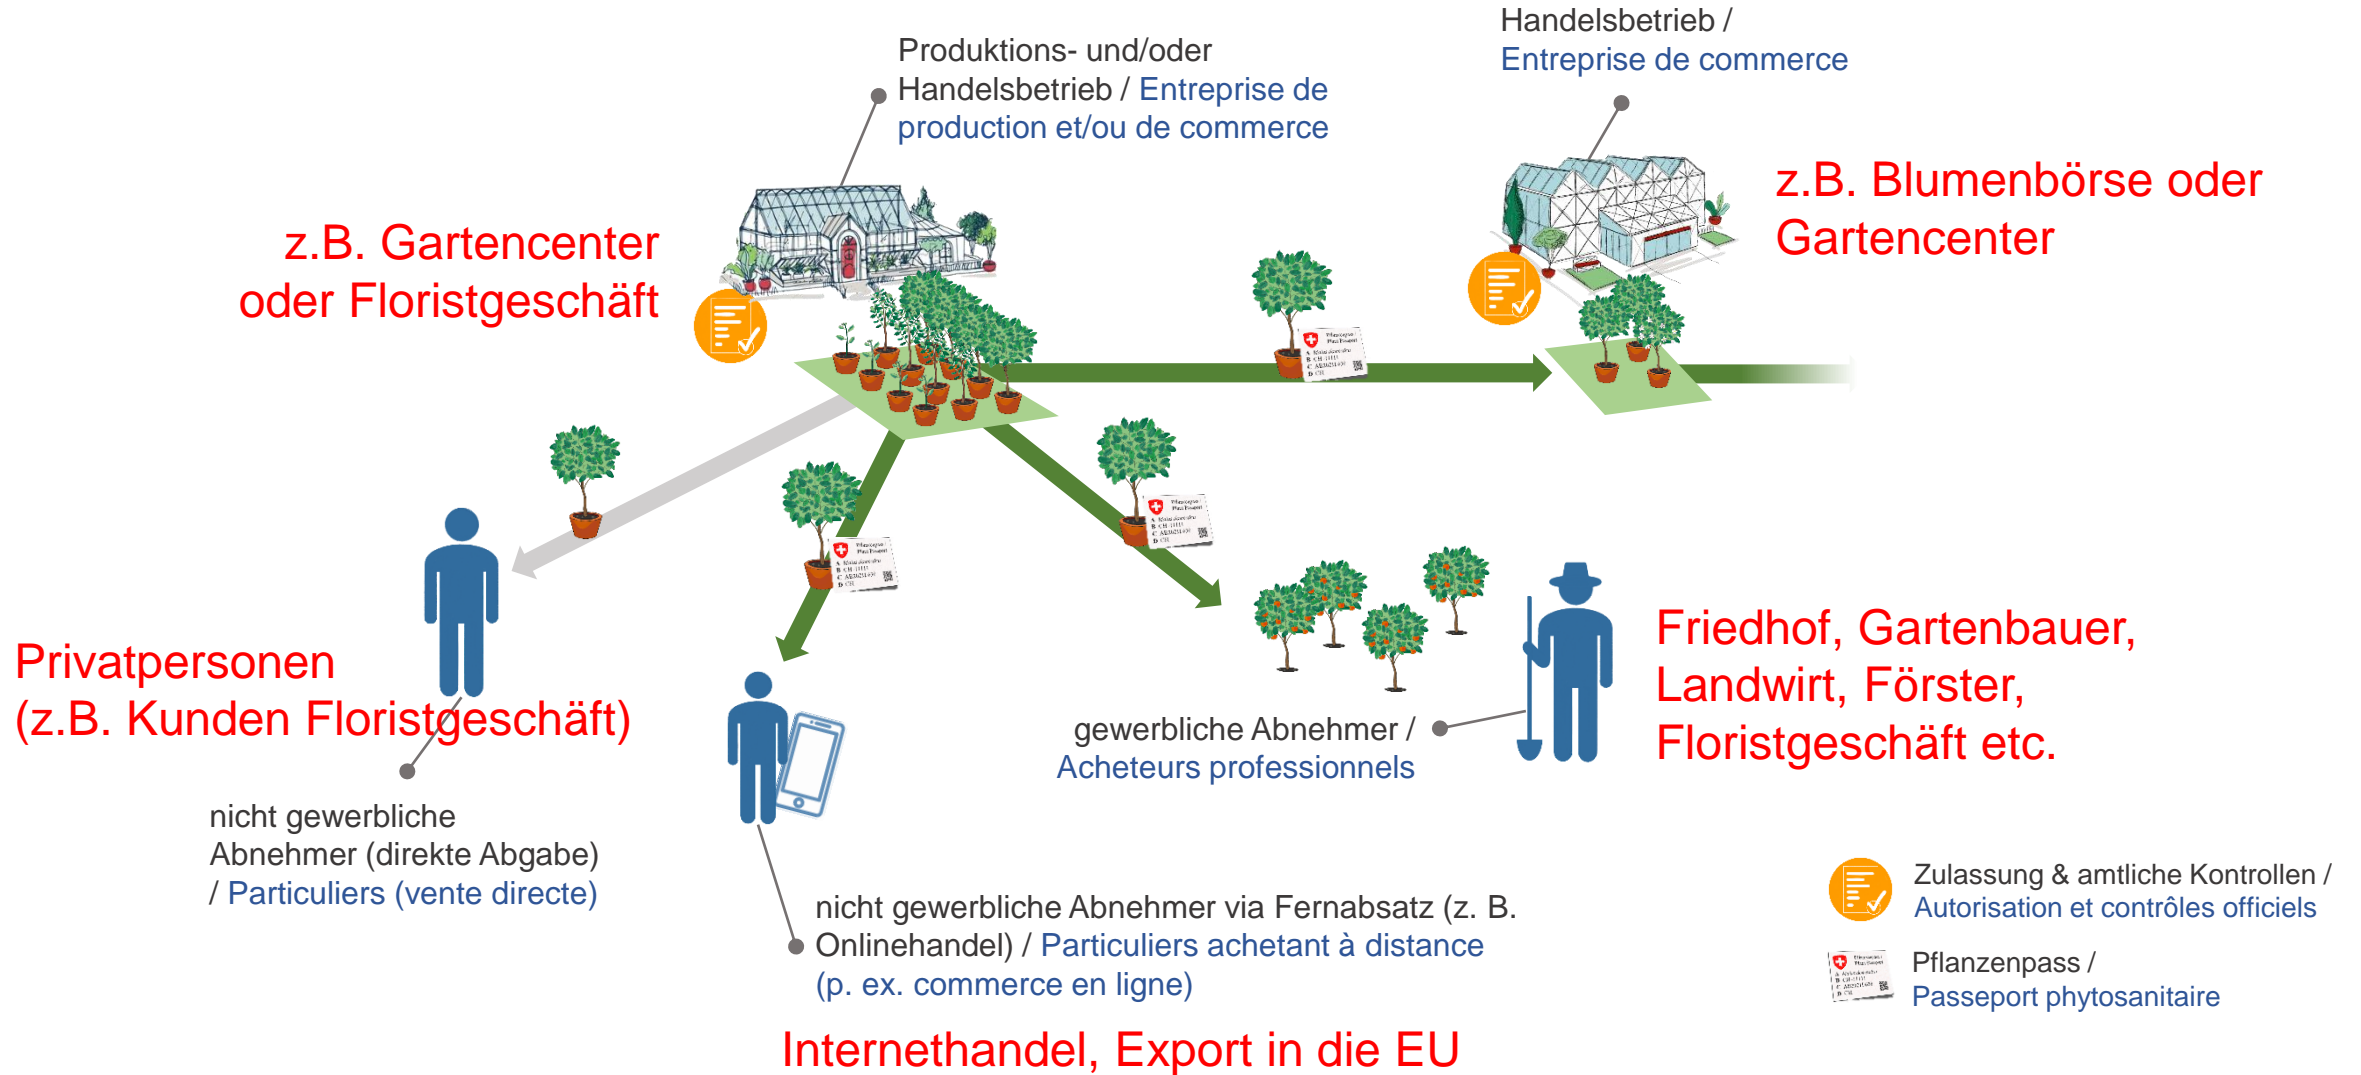 Produktions- und/oder
Handelsbetrieb / Entreprise de
production et/ou de commerce
Handelsbetrieb /
Entreprise de commerce
z.B. Gartencenter
oder Floristgeschäft
z.B. Blumenbörse oder
Gartencenter
Privatpersonen
(z.B. Kunden Floristgeschäft)
nicht gewerbliche
Abnehmer (direkte Abgabe)
/ Particuliers (vente directe)
nicht gewerbliche Abnehmer via Fernabsatz (z. B.
Onlinehandel) / Particuliers achetant à distance
(p. ex. commerce en ligne)
Internethandel, Export in die EU
gewerbliche Abnehmer /
Acheteurs professionnels
Friedhof, Gartenbauer,
Landwirt, Förster,
Floristgeschäft etc.
Zulassung & amtliche Kontrollen /
Autorisation et contrôles officiels
Pflanzenpass /
Passeport phytosanitaire